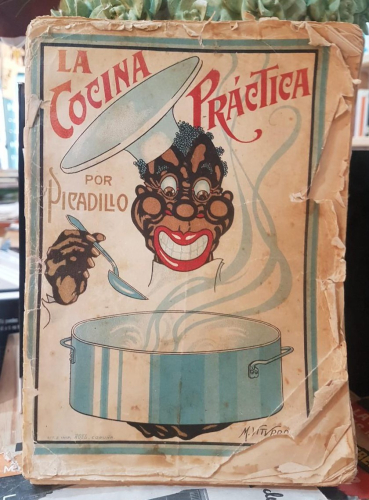 LA
COCINA
PRÁCTICA
POR
PICADILLO